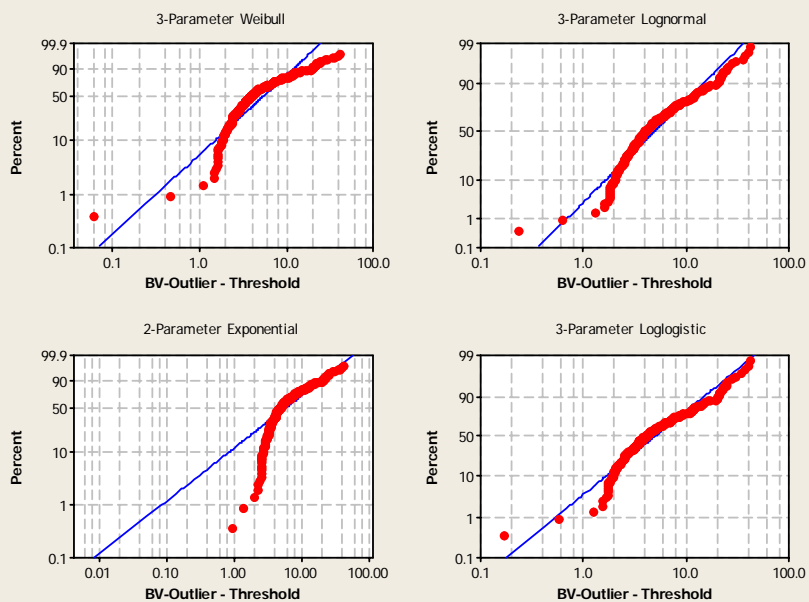 3-Parameter Weibull
99.9
90
50
10
1
0.1
Percent
0.1 1.0 10.0 100.0
BV-Outlier - Threshold
3-Parameter Lognormal
99
90
50
10
1
0.1
Percent
0.1 1.0 10.0 100.0
BV-Outlier - Threshold
2-Parameter Exponential
99.9
90
50
10
1
0.1
Percent
0.01 0.10 1.00 10.00 100.00
BV-Outlier - Threshold
3-Parameter Loglogistic
99
90
50
10
1
0.1
Percent
0.1 1.0 10.0 100.0
BV-Outlier - Threshold